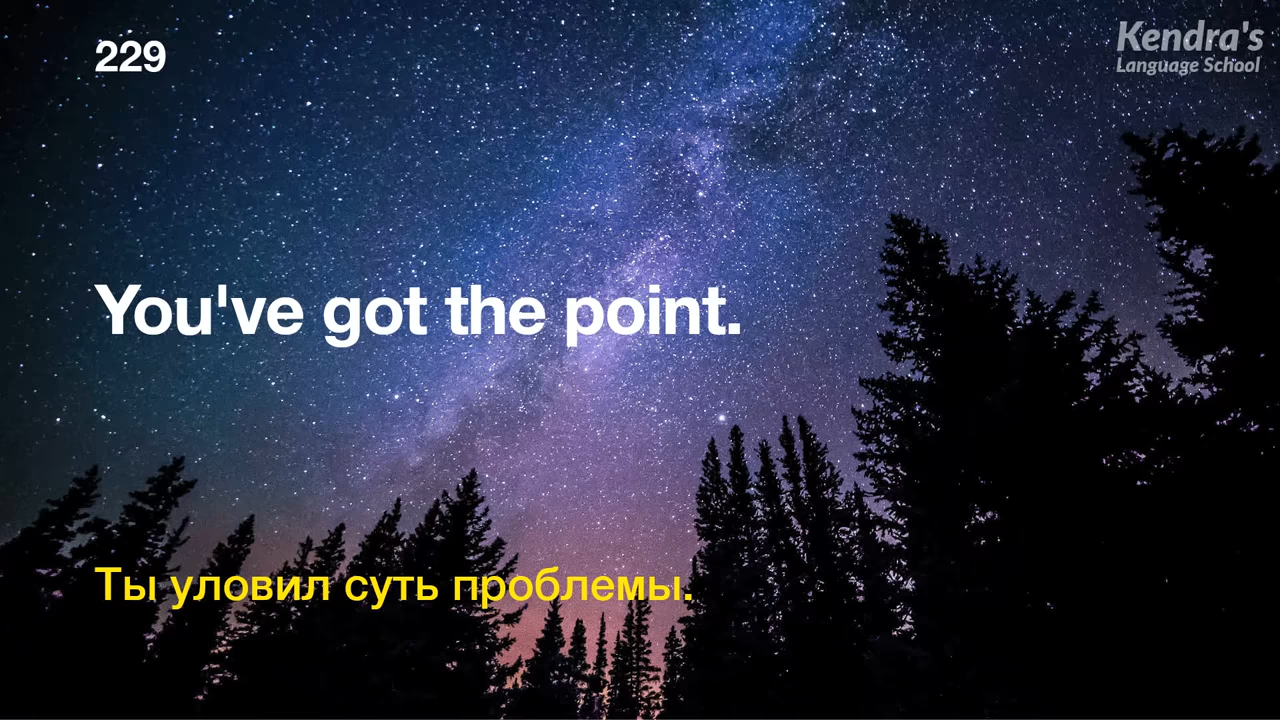 229
Kendra's
Language School
You've got the point.
Ты уловил суть проблемы.